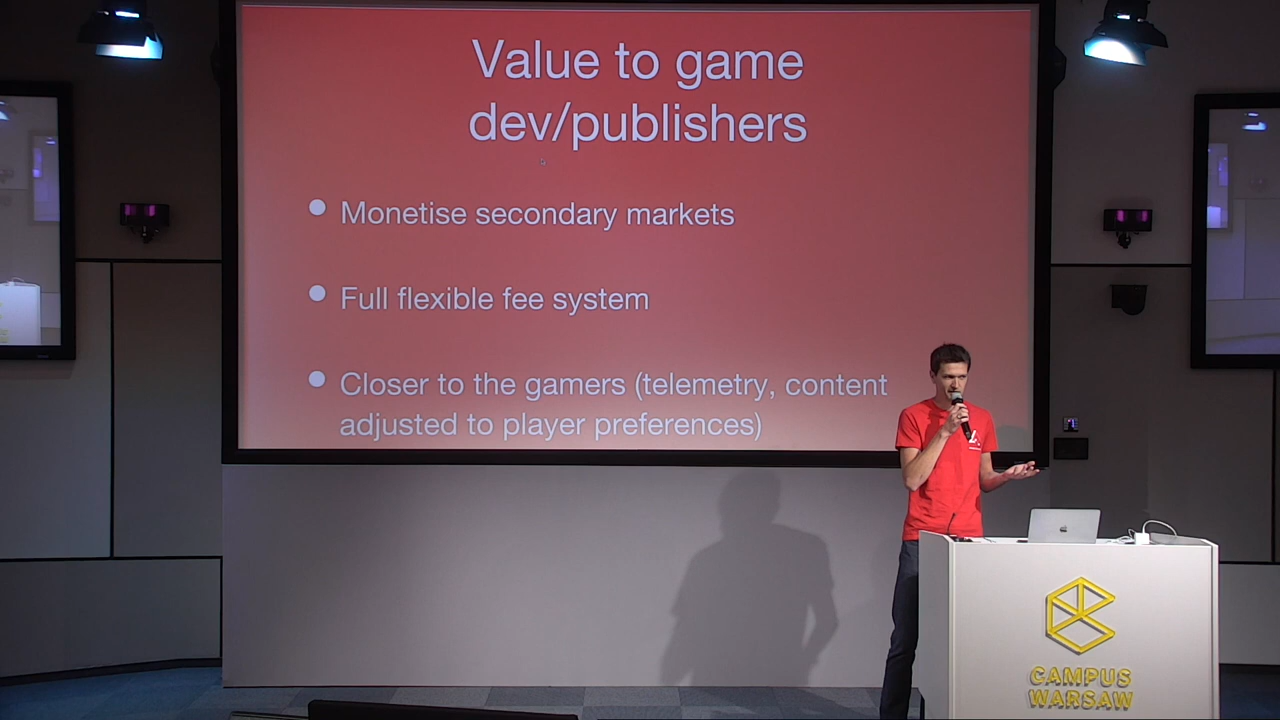 Value to game
dev/publishers
Monetise secondary markets
Full flexible fee system
Closer to the gamers (telemetry, content
adjusted to player preferences)
CAMPUS
WARSAW